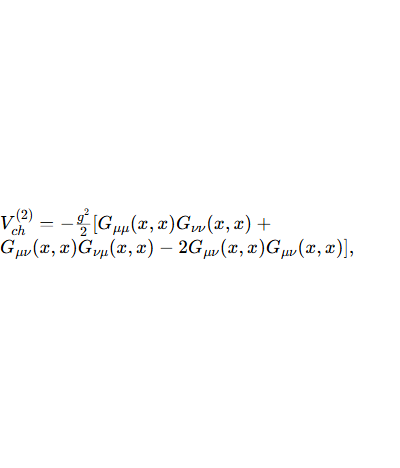 $V_{ch}^{(2)} = -\frac{g^2}{2}[G_{\mu\mu}(x,x)G_{\nu\nu}(x,x) +$
$G_{\mu\nu}(x,x)G_{\nu\mu}(x,x) - 2G_{\mu\nu}(x,x)G_{\mu\nu}(x,x)],$